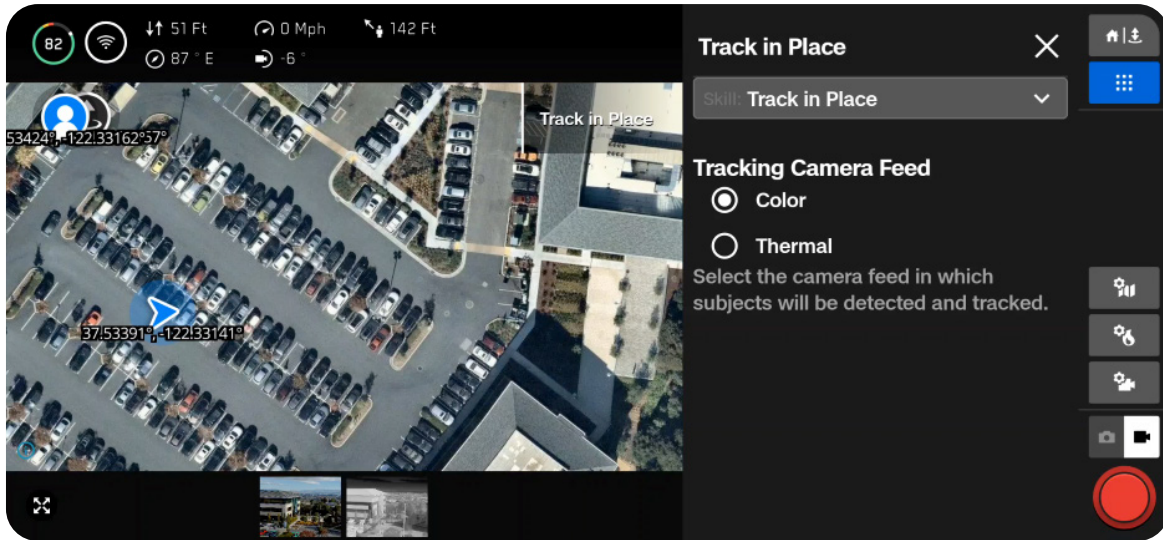 82
51 Ft
0 Mph
142 Ft
87 ° E
-6 °
Track in Place
53424°, -122.33162°57°
37.53391°, -122.33141°
Track in Place
Skill: Track in Place
Tracking Camera Feed
Color
Thermal
Select the camera feed in which
subjects will be detected and tracked.